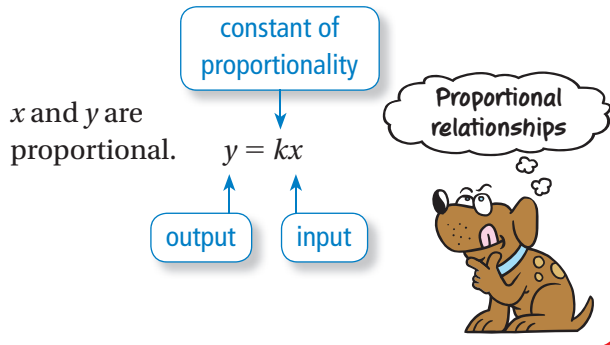 constant of
proportionality
x and y are
proportional.
y = kx
output
input
Proportional
relationships